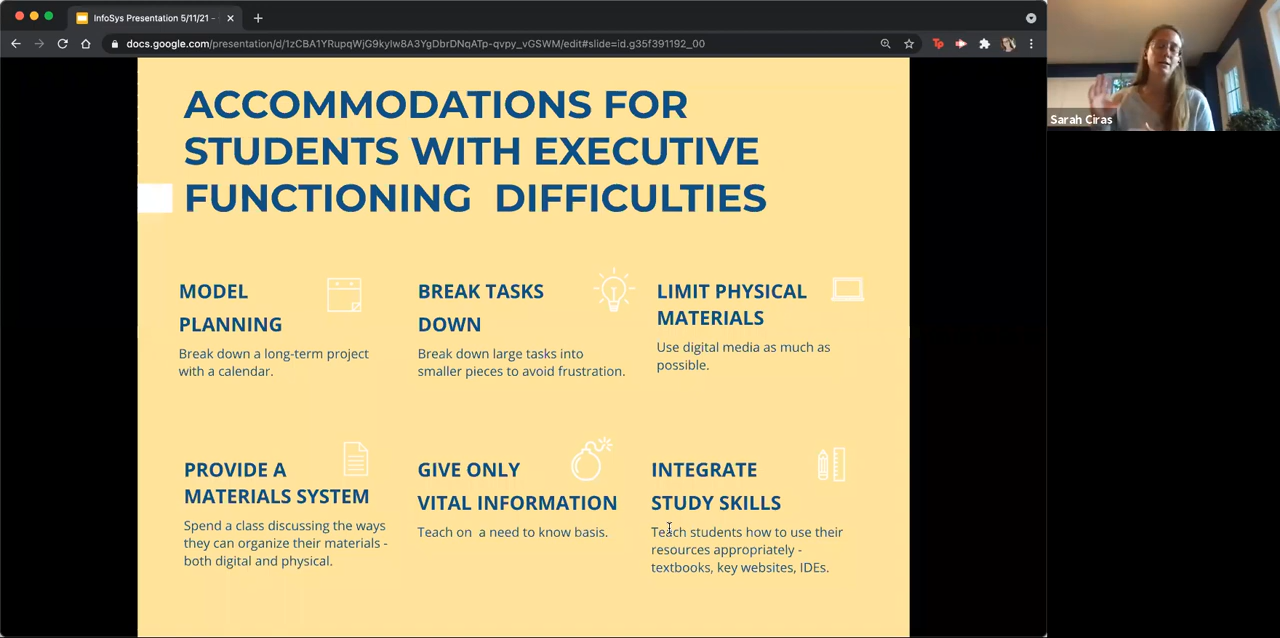 InfoSys Presentation 5/11/21 -
docs.google.com/presentation/d/1zCBA1YRupqWjG9kyIw8A3YgDbrDNqATp-qvpy_vGSWM/edit#slide=id.g35f391192_00
Sarah Ciras
ACCOMMODATIONS FOR
STUDENTS WITH EXECUTIVE
FUNCTIONING DIFFICULTIES
MODEL
PLANNING
Break down a long-term project
with a calendar.
BREAK TASKS
DOWN
Break down large tasks into
smaller pieces to avoid frustration.
LIMIT PHYSICAL
MATERIALS
Use digital media as much as
possible.
PROVIDE A
MATERIALS SYSTEM
Spend a class discussing the ways
they can organize their materials -
both digital and physical.
GIVE ONLY
VITAL INFORMATION
Teach on a need to know basis.
INTEGRATE
STUDY SKILLS
Teach students how to use their
resources appropriately -
textbooks, key websites, IDEs.